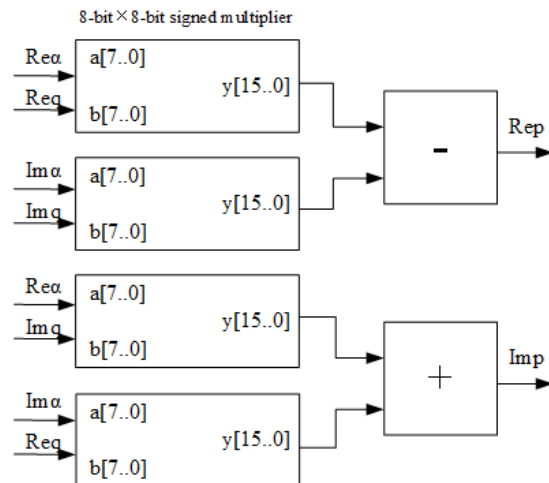 8-bit×8-bit signed multiplier
Reα
Req
a[7..0]
y[15..0]
b[7..0]
Imα
Imq
a[7..0]
y[15..0]
b[7..0]
-
Rep
Reα
Imq
a[7..0]
y[15..0]
b[7..0]
Imα
Req
a[7..0]
y[15..0]
b[7..0]
+
Imp